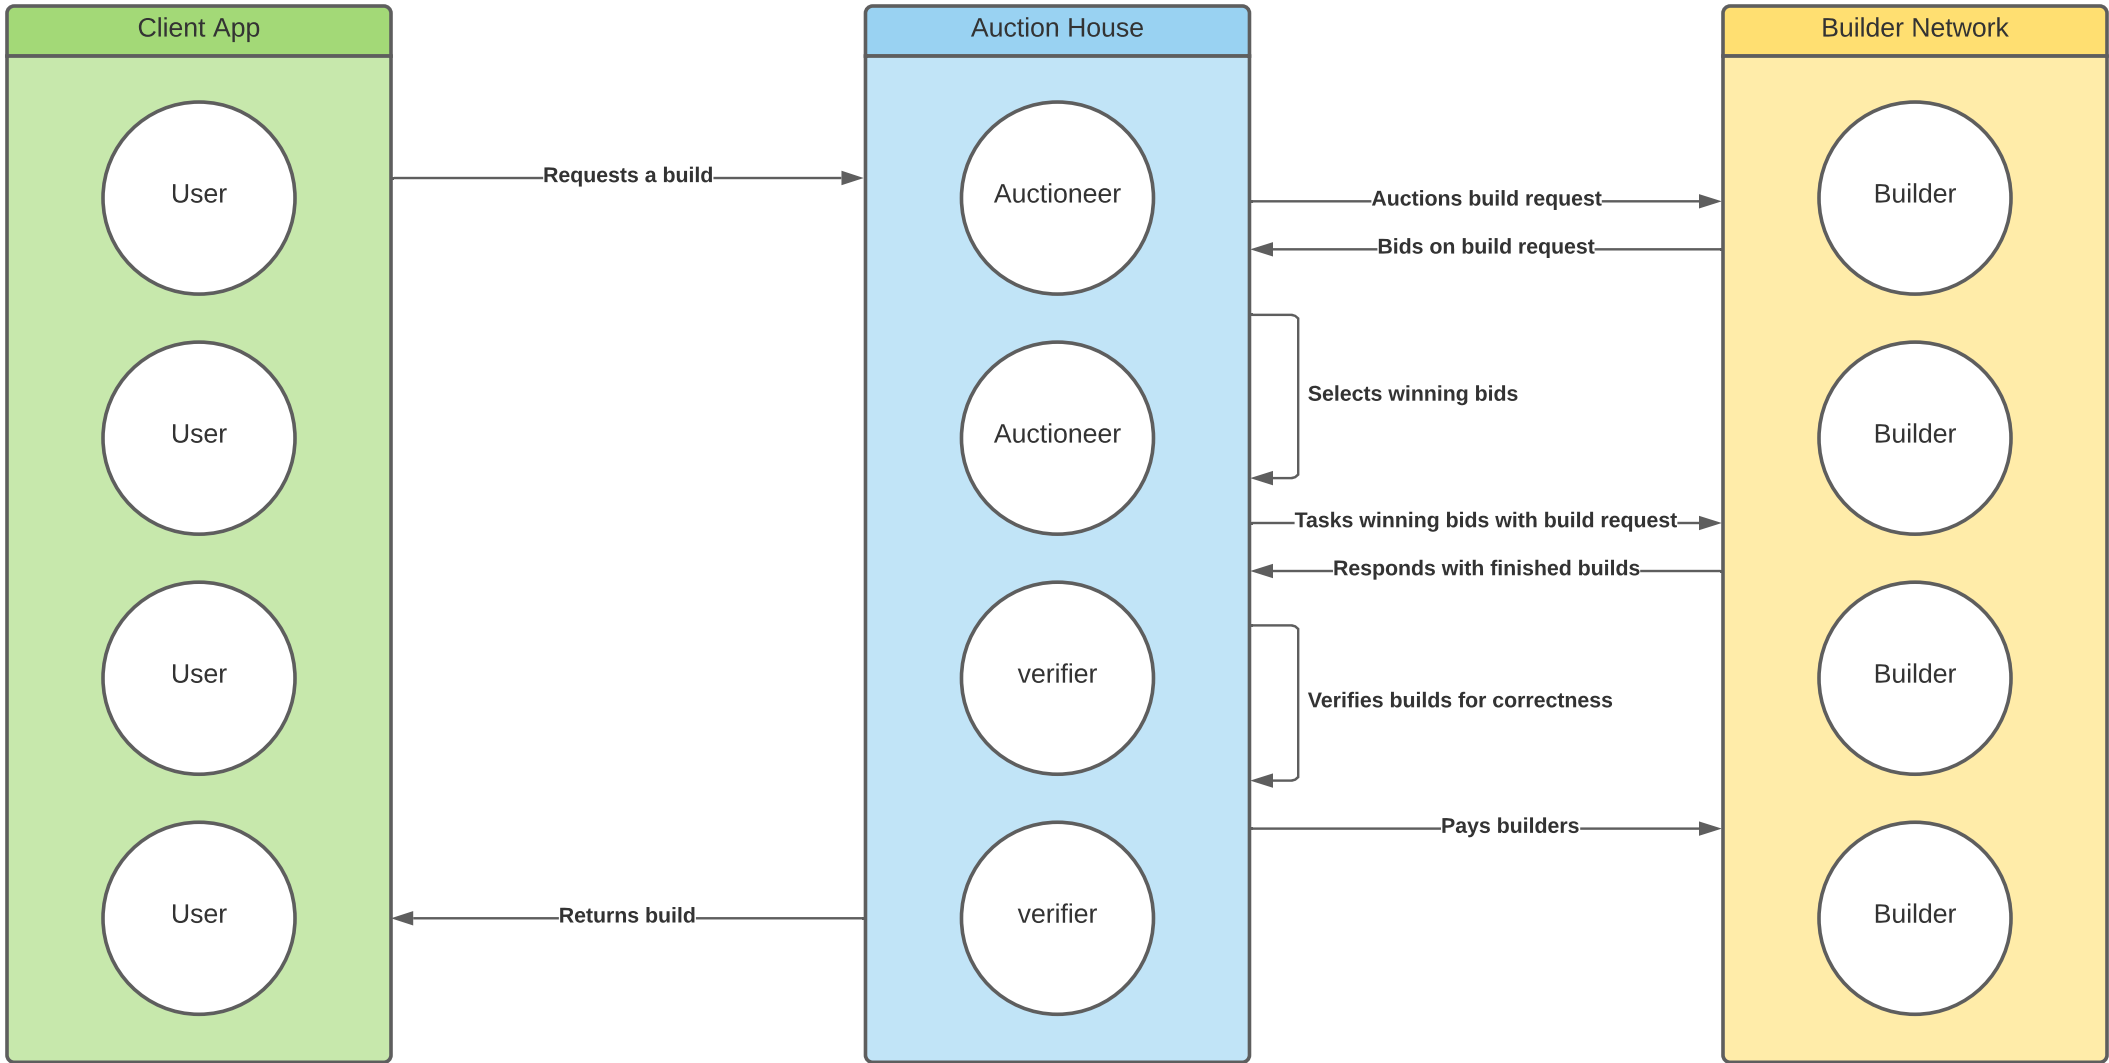 Client App
Auction House
Builder Network
User
Requests a build
Auctioneer
Auctions build request
Bids on build request
Builder
User
Auctioneer
Selects winning bids
Builder
Tasks winning bids with build request
Responds with finished builds
User
verifier
Verifies builds for correctness
Builder
Pays builders
User
Returns build
verifier
Builder